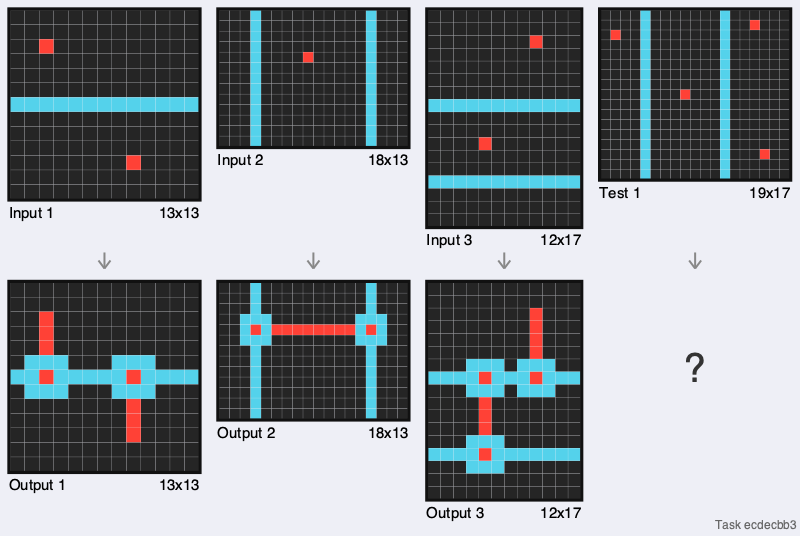 Input 1 13x13
Input 2 18x13
Input 3 12x17
Test 1 19x17
?
Output 1 13x13
Output 2 18x13
Output 3 12x17
Task ecdecbb3